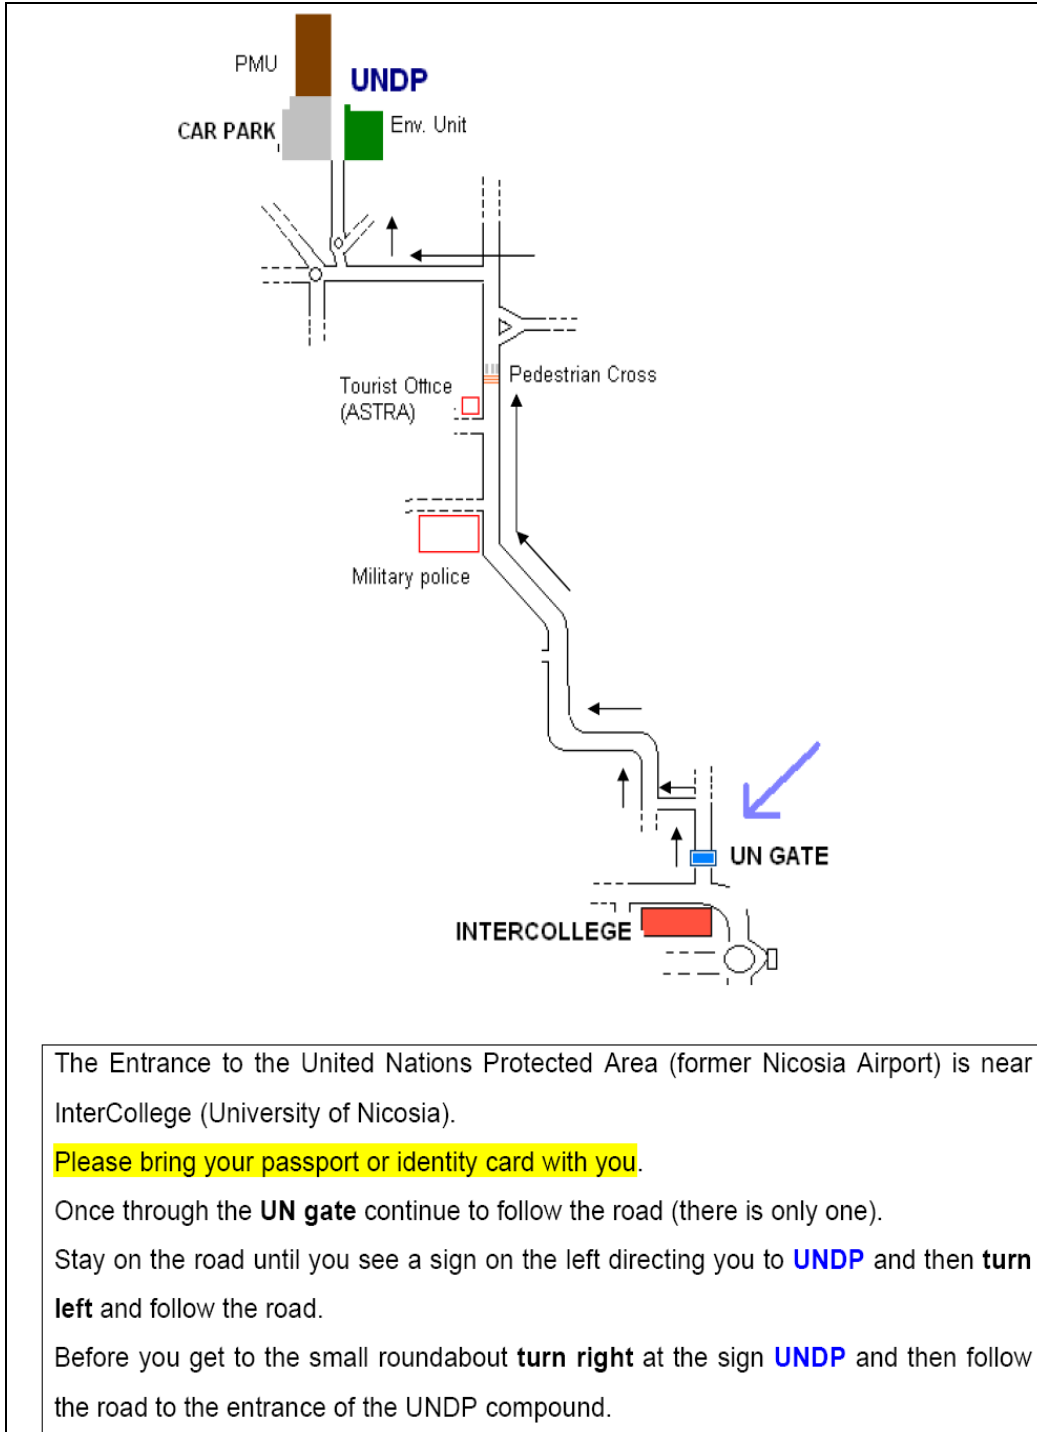 PMU
UNDP
CAR PARK
Env. Unit
Pedestrian Cross
Tourist Office
(ASTRA)
Military police
UN GATE
INTERCOLLEGE
The Entrance to the United Nations Protected Area (former Nicosia Airport) is near
InterCollege (University of Nicosia).
Please bring your passport or identity card with you.
Once through the UN gate continue to follow the road (there is only one).
Stay on the road until you see a sign on the left directing you to UNDP and then turn
left and follow the road.
Before you get to the small roundabout turn right at the sign UNDP and then follow
the road to the entrance of the UNDP compound.